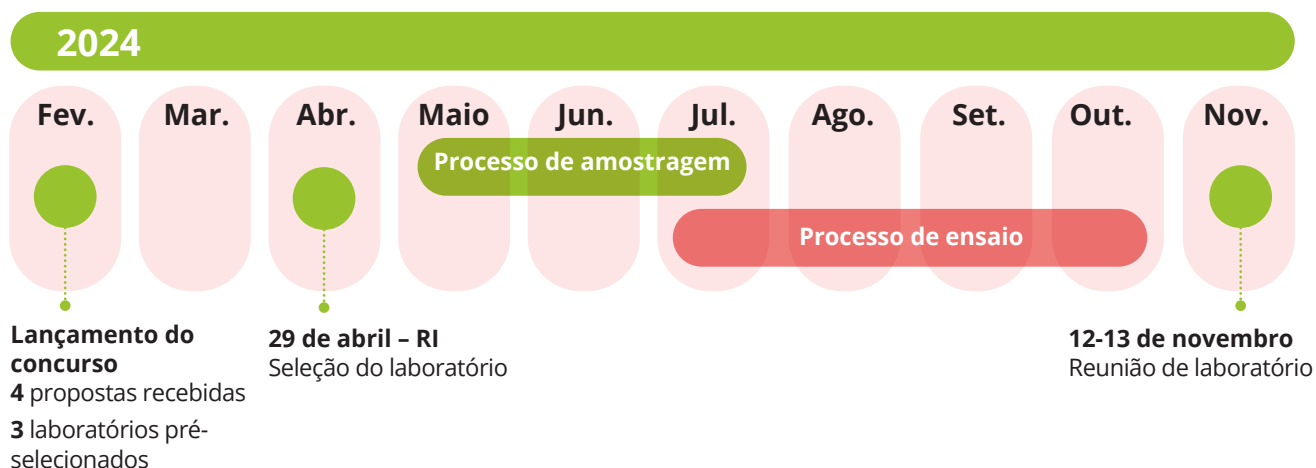 2024
Fev. Mar. Abr. Maio Jun. Jul. Ago. Set. Out. Nov.
Processo de amostragem
Processo de ensaio
Lançamento do
concurso
4 propostas recebidas
3 laboratórios pré-
selecionados
29 de abril – RI
Seleção do laboratório
12-13 de novembro
Reunião de laboratório